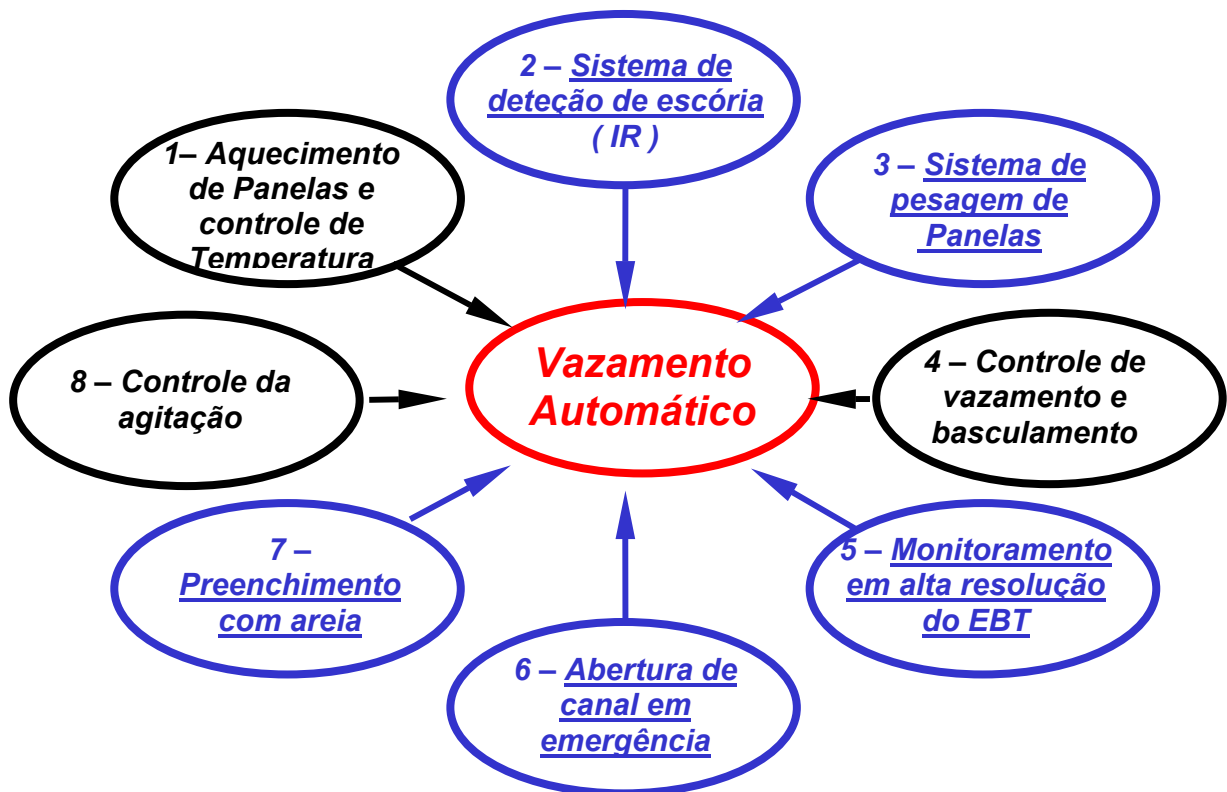 2 – Sistema de
deteção de escória
( IR )
1– Aquecimento
de Panelas e
controle de
Temperatura
3 – Sistema de
pesagem de
Panelas
Vazamento
Automático
4 – Controle de
vazamento e
basculamento
8 – Controle da
agitação
7 –
Preenchimento
com areia
5 – Monitoramento
em alta resolução
do EBT
6 – Abertura de
canal em
emergência